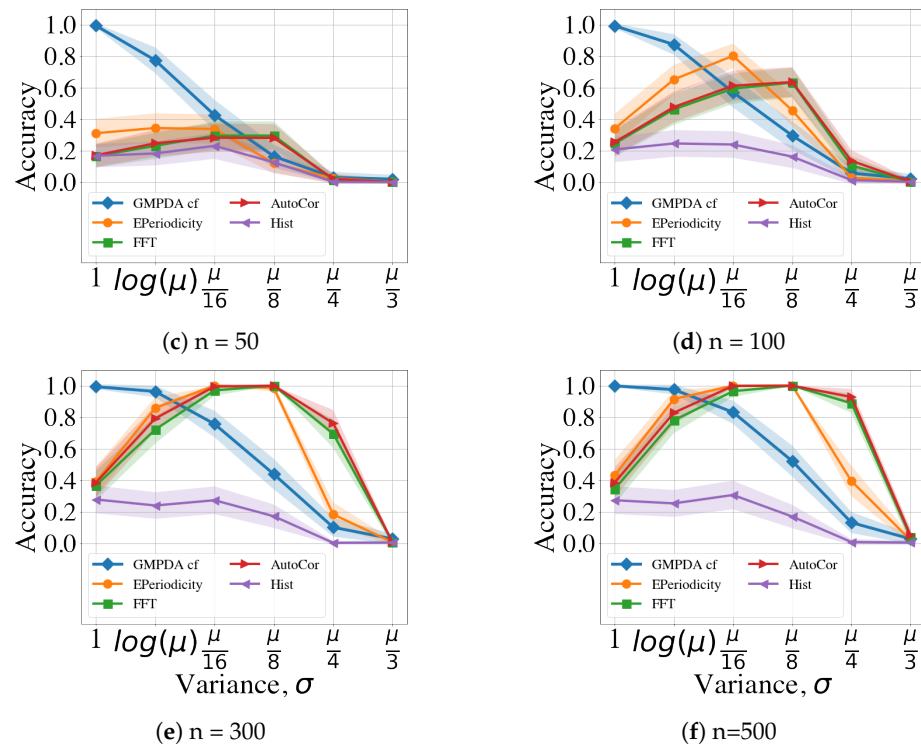 1.0
0.8
0.6
0.4
0.2
0.0
Accuracy
GMPDA cf
EPeriodicity
FFT
AutoCor
Hist
1 log(μ) μ/16 μ/8 μ/4 μ/3
(c) n = 50
1.0
0.8
0.6
0.4
0.2
0.0
Accuracy
GMPDA cf
EPeriodicity
FFT
AutoCor
Hist
1 log(μ) μ/16 μ/8 μ/4 μ/3
(d) n = 100
1.0
0.8
0.6
0.4
0.2
0.0
Accuracy
GMPDA cf
EPeriodicity
FFT
AutoCor
Hist
1 log(μ) μ/16 μ/8 μ/4 μ/3
Variance, σ
(e) n = 300
1.0
0.8
0.6
0.4
0.2
0.0
Accuracy
GMPDA cf
EPeriodicity
FFT
AutoCor
Hist
1 log(μ) μ/16 μ/8 μ/4 μ/3
Variance, σ
(f) n=500